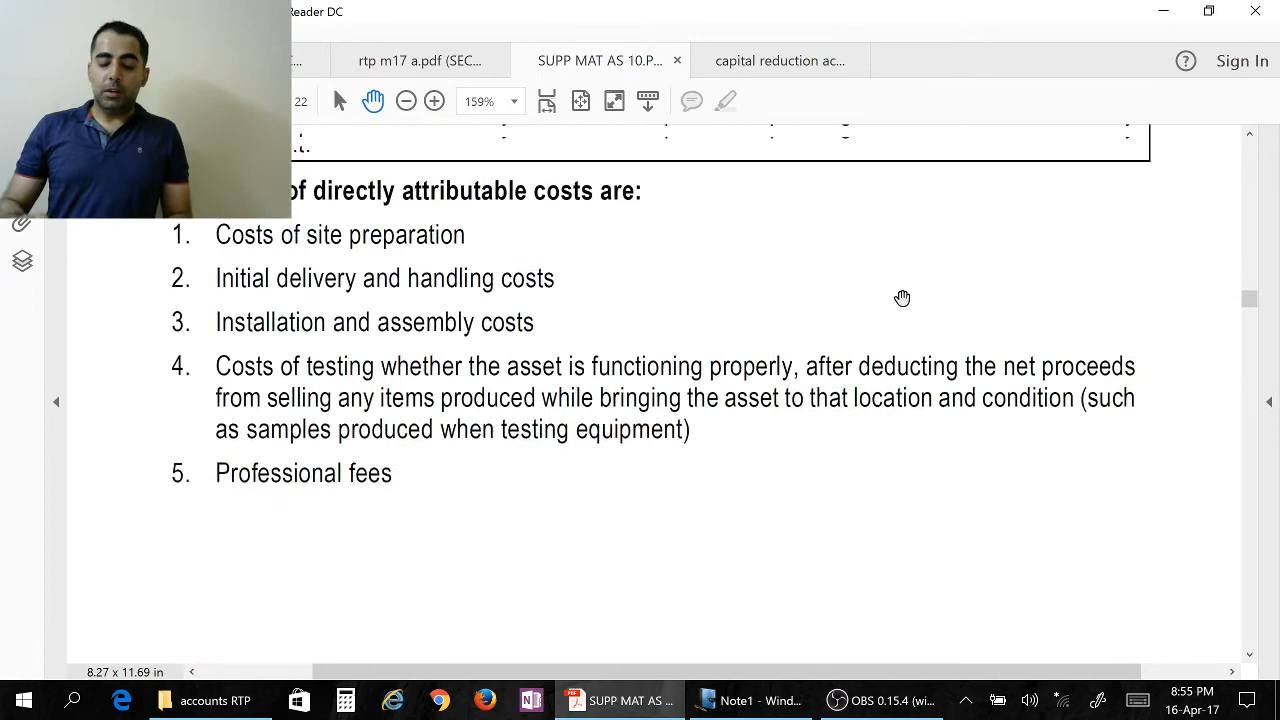 Reader DC
rtp m17 a.pdf (SEC...
SUPP MAT AS 10.P...
capital reduction ac...
Sign In
22
159%
of directly attributable costs are:
1. Costs of site preparation
2. Initial delivery and handling costs
3. Installation and assembly costs
4. Costs of testing whether the asset is functioning properly, after deducting the net proceeds
from selling any items produced while bringing the asset to that location and condition (such
as samples produced when testing equipment)
5. Professional fees
8.27 x 11.69 in
accounts RTP
SUPP MAT AS ...
Note1 - Wind...
OBS 0.15.4 (wi...
8:55 PM
16-Apr-17